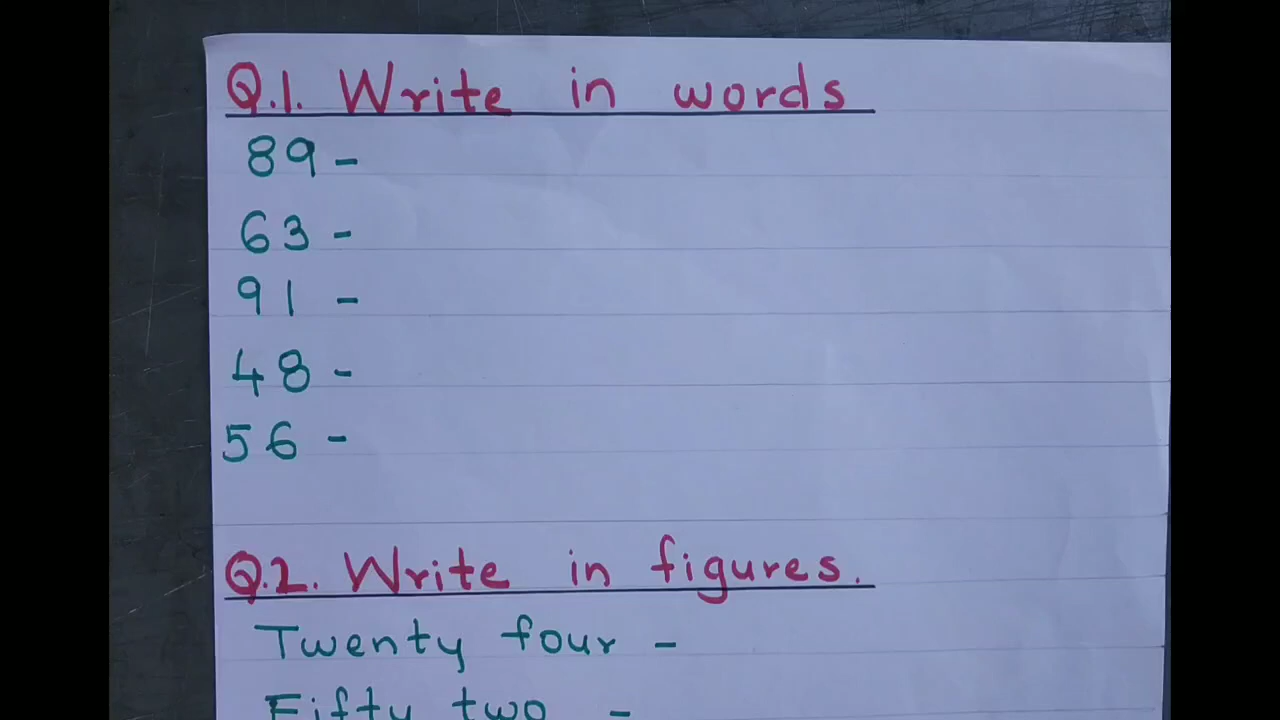 Q.1. Write in words
89 -
63 -
91 -
48 -
56 -
Q.2. Write in figures.
Twenty four -
Fifty two -